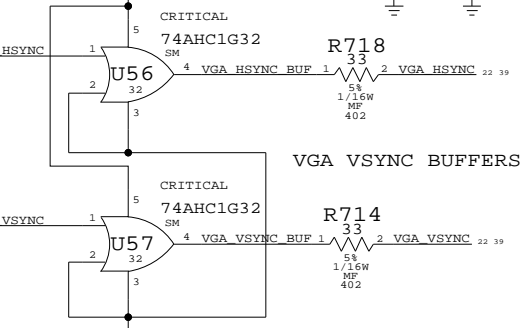 CRITICAL
5
74AHC1G32
HSYNC
1
SM
R718
33
U56
4
VGA_HSYNC_BUF
1
2
VGA_HSYNC
22 39
2
32
5%
1/16W
MF
402
3
VGA VSYNC BUFFERS
CRITICAL
5
74AHC1G32
VSYNC
1
SM
R714
33
U57
4
VGA_VSYNC_BUF
1
2
VGA_VSYNC
22 39
2
32
5%
1/16W
MF
402
3